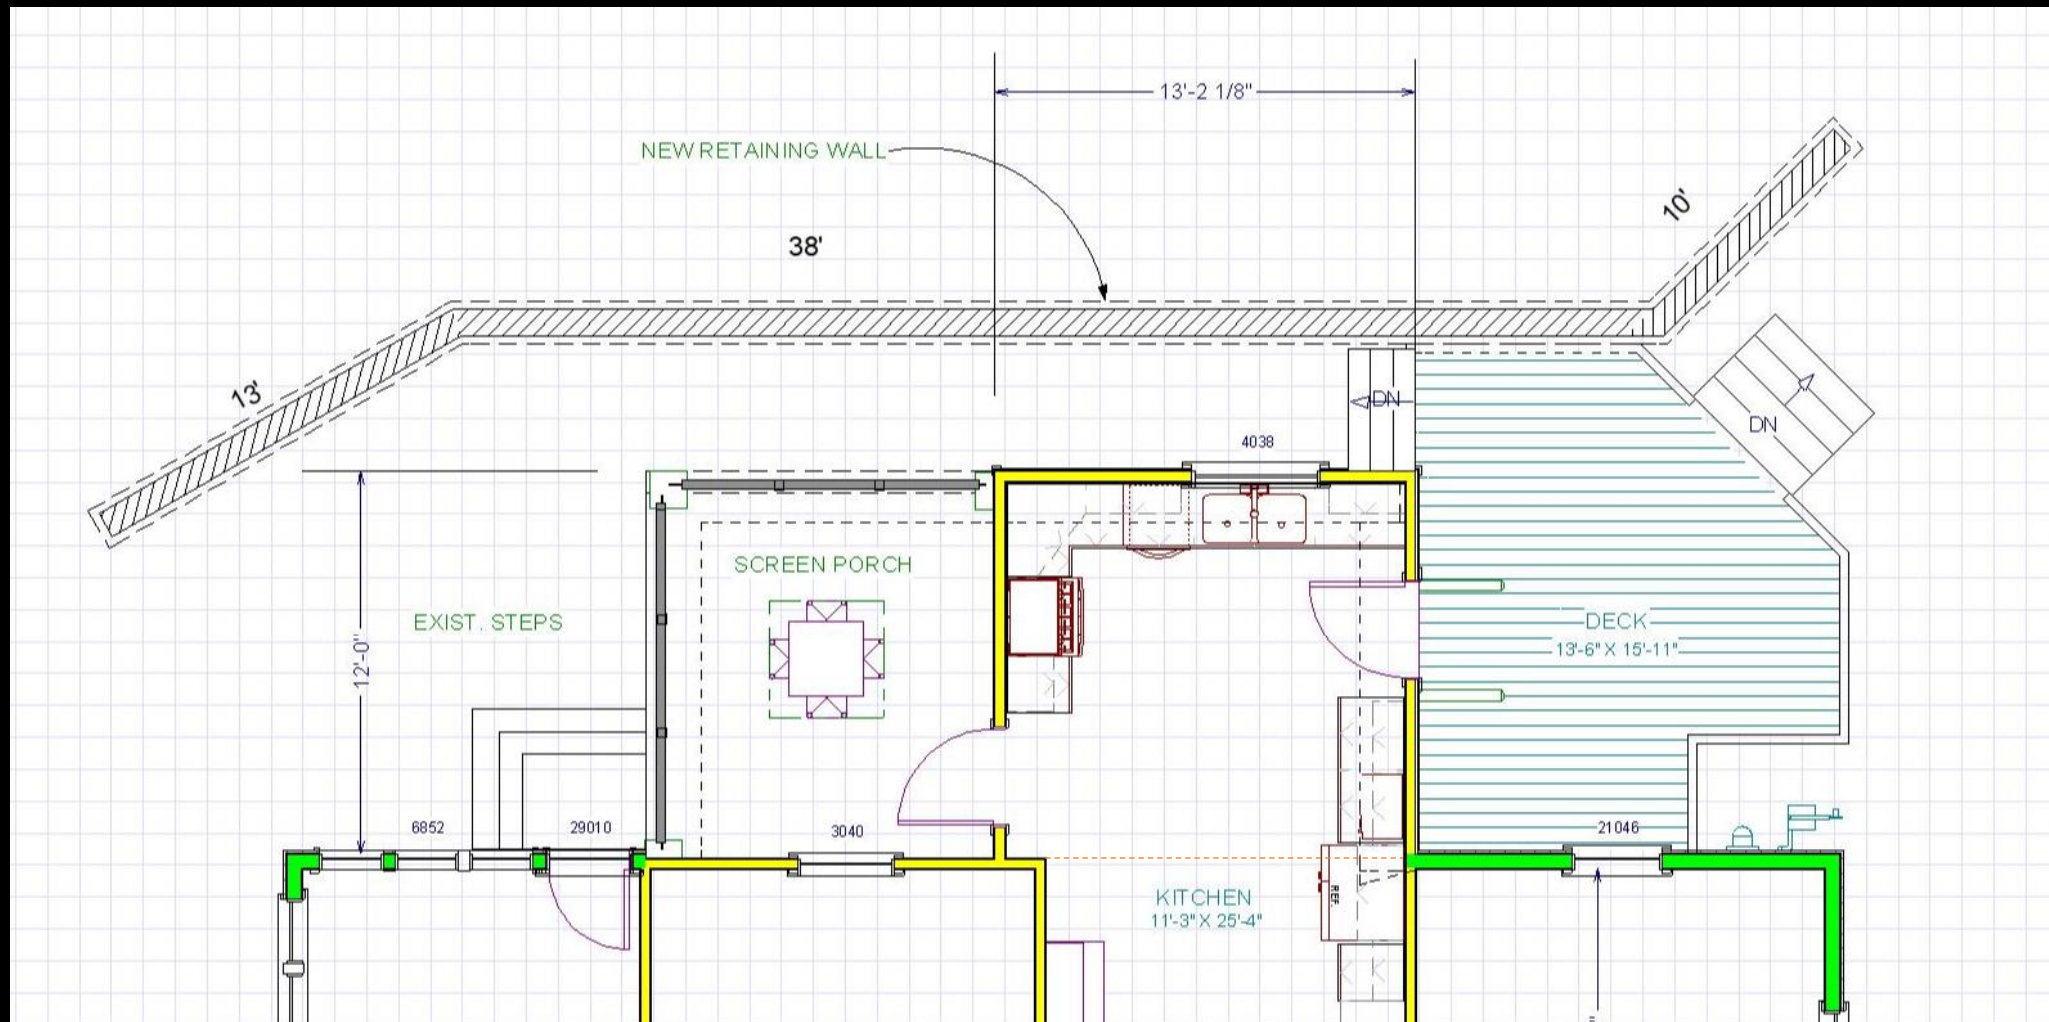 13'-2 1/8"
NEW RETAINING WALL
10'
38'
13'
DN
DN
4038
SCREEN PORCH
EXIST. STEPS
12'-0"
DECK
13'-6" X 15'-11"
6852
29010
3040
21046
KITCHEN
11'-3" X 25'-4"
REF.